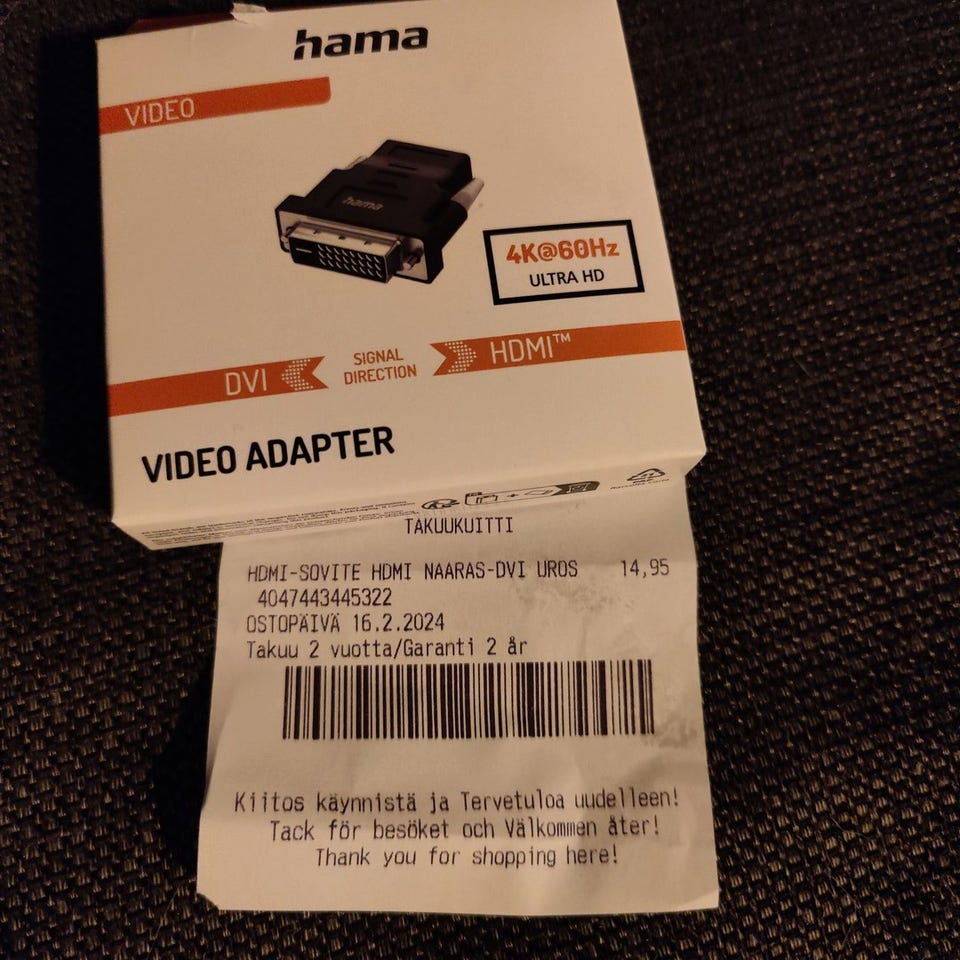 hama
VIDEO
hama
4K@60Hz
ULTRA HD
DVI
SIGNAL
DIRECTION
HDMI™
VIDEO ADAPTER
TAKUUKUITTI
HDMI-SOVITE HDMI NAARAS-DVI UROS 14,95
4047443445322
OSTOPÄIVÄ 16.2.2024
Takuu 2 vuotta/Garanti 2 år
Kiitos käynnistä ja Tervetuloa uudelleen!
Tack för besöket och Välkommen åter!
Thank you for shopping here!